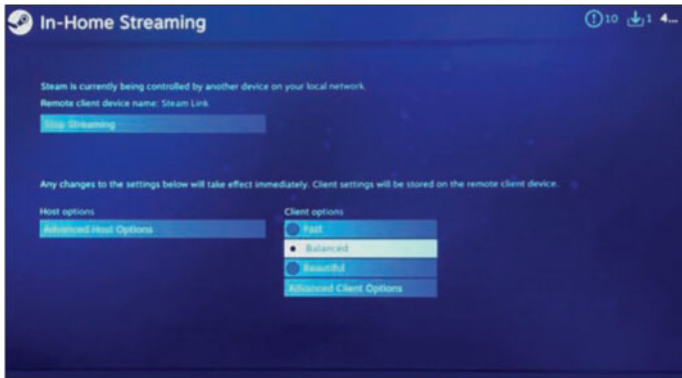 In-Home Streaming
10 1 4...
Steam is currently being controlled by another device on your local network.
Remote client device name: Steam Link
Stop Streaming
Any changes to the settings below will take effect immediately. Client settings will be stored on the remote client device.
Host options
Client options
Advanced Host Options
Fast
Balanced
Beautiful
Advanced Client Options